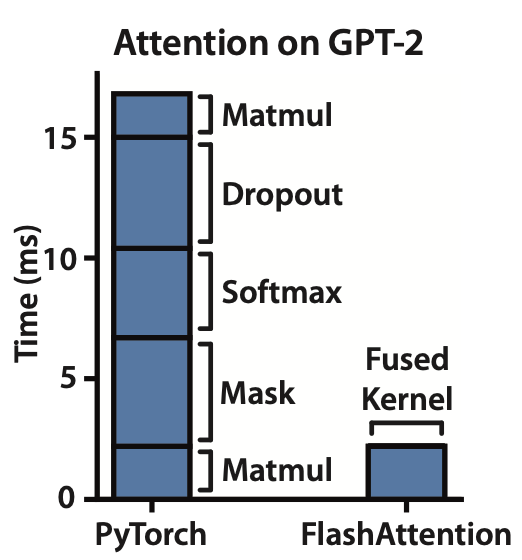 Attention on GPT-2
Time (ms)
15
10
5
0
Matmul
Dropout
Softmax
Mask
Matmul
Fused
Kernel
PyTorch
FlashAttention